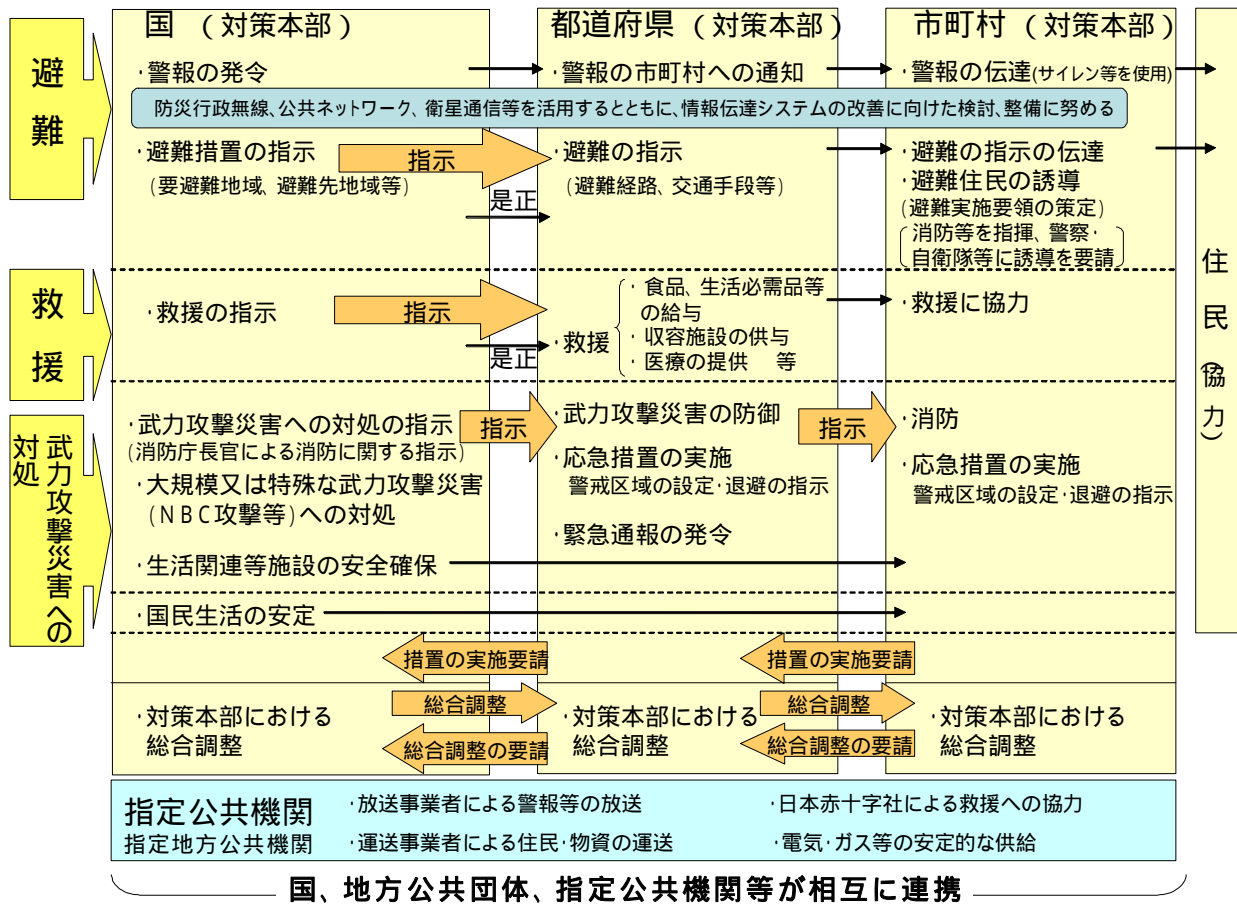 国 (対策本部)
都道府県 (対策本部)
市町村 (対策本部)
避難
・警報の発令
・警報の市町村への通知
・警報の伝達(サイレン等を使用)
防災行政無線、公共ネットワーク、衛星通信等を活用するとともに、情報伝達システムの改善に向けた検討、整備に努める
・避難措置の指示
(要避難地域、避難先地域等)
指示
是正
・避難の指示
(避難経路、交通手段等)
・避難の指示の伝達
・避難住民の誘導
(避難実施要領の策定)
消防等を指揮、警察・
自衛隊等に誘導を要請
住民(協力)
救援
・救援の指示
指示
是正
・救援
・食品、生活必需品等
の給与
・収容施設の供与
・医療の提供 等
・救援に協力
武力攻撃災害への
対処
・武力攻撃災害への対処の指示
(消防庁長官による消防に関する指示)
・大規模又は特殊な武力攻撃災害
(NBC攻撃等)への対処
・生活関連等施設の安全確保
指示
・武力攻撃災害の防御
・応急措置の実施
警戒区域の設定・退避の指示
・緊急通報の発令
指示
・消防
・応急措置の実施
警戒区域の設定・退避の指示
・国民生活の安定
措置の実施要請
措置の実施要請
・対策本部における
総合調整
総合調整
総合調整の要請
・対策本部における
総合調整
総合調整
総合調整の要請
・対策本部における
総合調整
指定公共機関
指定地方公共機関
・放送事業者による警報等の放送
・日本赤十字社による救援への協力
・運送事業者による住民・物資の運送
・電気・ガス等の安定的な供給
国、地方公共団体、指定公共機関等が相互に連携